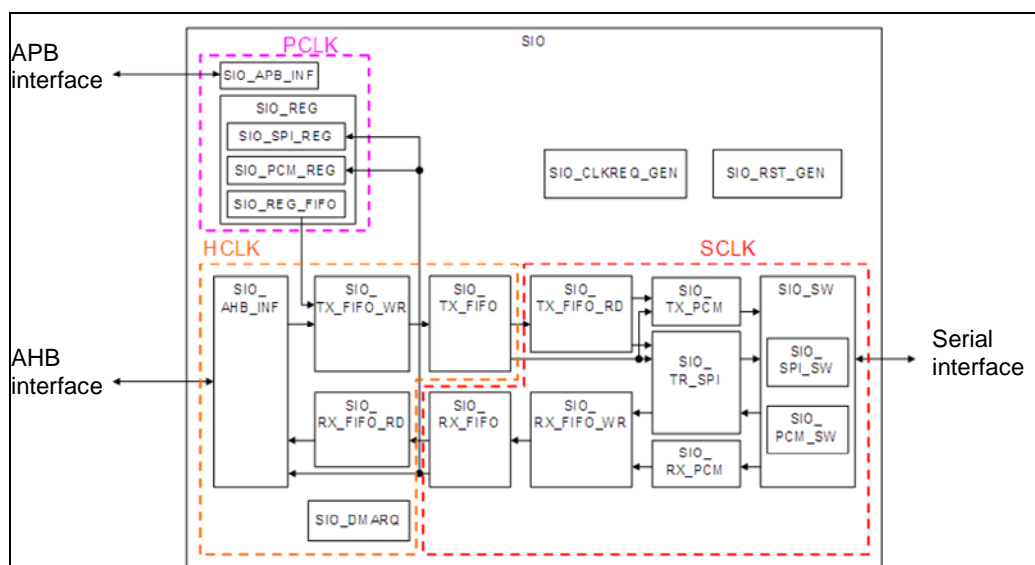 SIO
APB
interface
PCLK
SIO_APB_INF
SIO_REG
SIO_SPI_REG
SIO_PCM_REG
SIO_REG_FIFO
SIO_CLKREQ_GEN
SIO_RST_GEN
HCLK
SCLK
SIO_
AHB_INF
SIO_
TX_FIFO_WR
SIO_
TX_FIFO
SIO_
TX_FIFO_RD
SIO_
TX_PCM
SIO_SW
SIO_
TR_SPI
SIO_
SPI_SW
SIO_
PCM_SW
AHB
interface
Serial
interface
SIO_
RX_FIFO_RD
SIO_
RX_FIFO
SIO_
RX_FIFO_WR
SIO_
RX_PCM
SIO_DMARQ